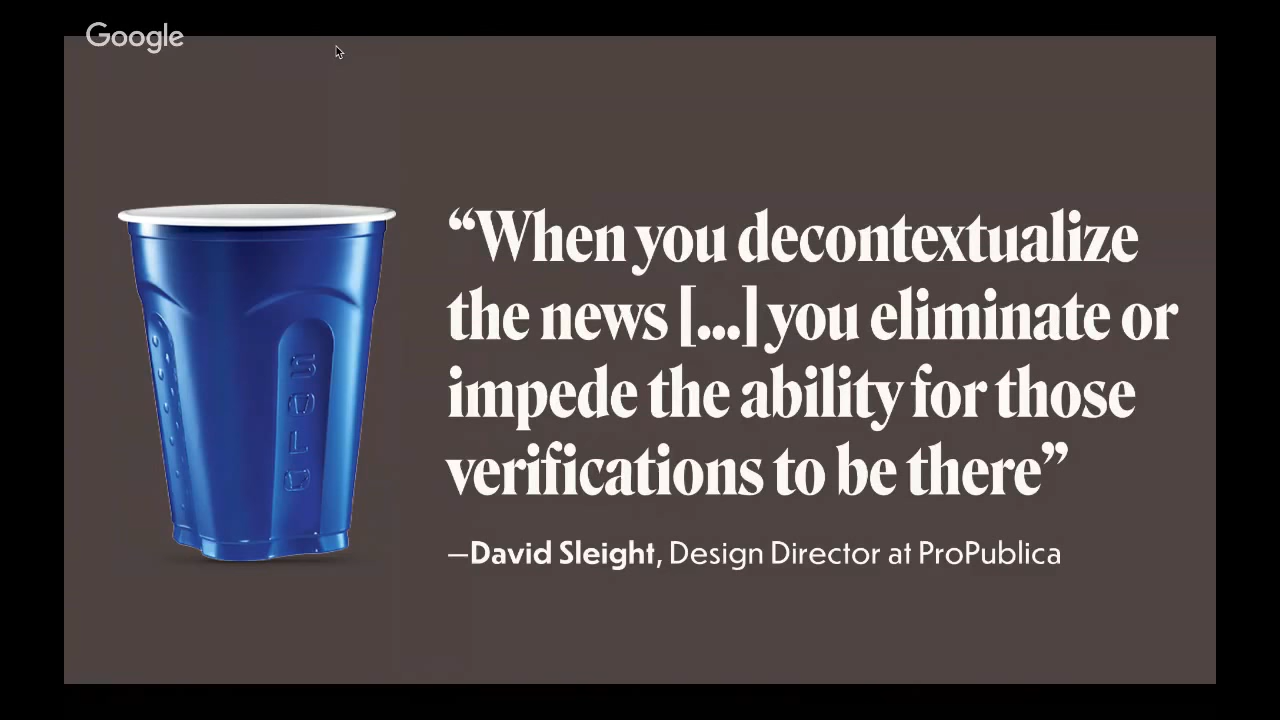 Google
“When you decontextualize
the news [...] you eliminate or
impede the ability for those
verifications to be there”
—David Sleight, Design Director at ProPublica
SOLO